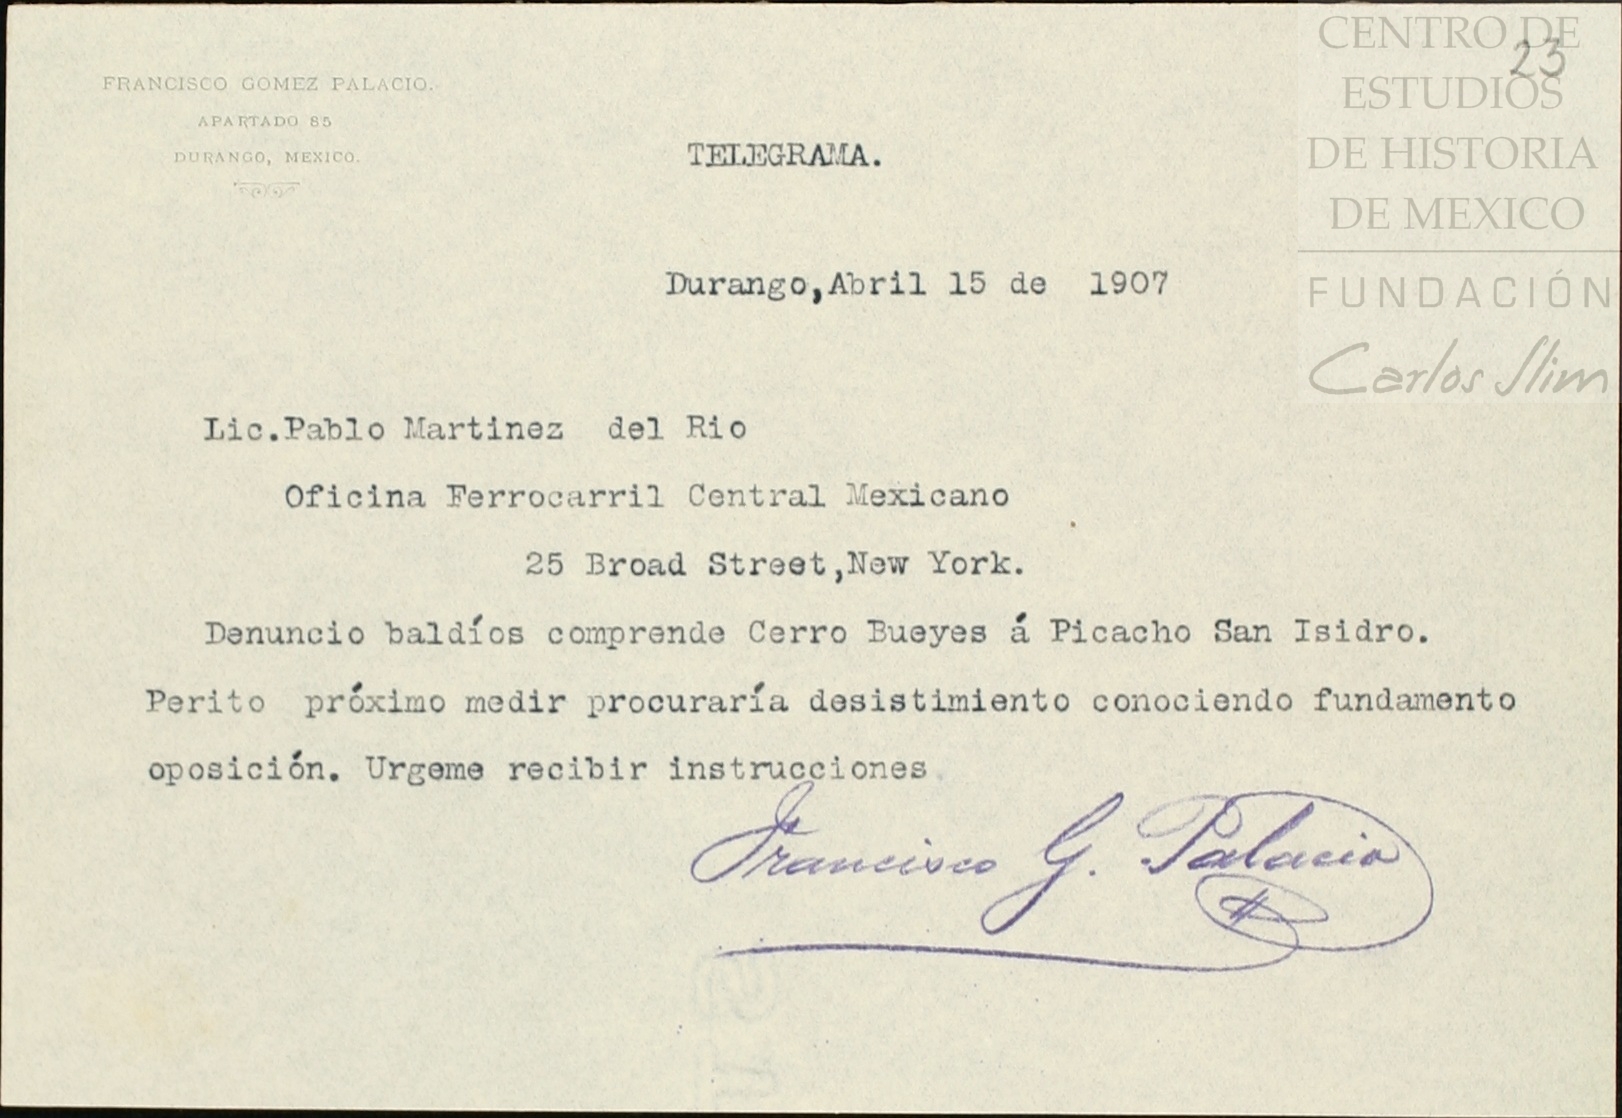 FRANCISCO GOMEZ PALACIO.
APARTADO 85
DURANGO, MEXICO.
23
CENTRO DE
ESTUDIOS
DE HISTORIA
DE MEXICO
FUNDACIÓN
Carlos Slim
TELEGRAMA.
Durango,Abril 15 de 1907
Lic.Pablo Martinez del Rio
Oficina Ferrocarril Central Mexicano
25 Broad Street,New York.
Denuncio baldíos comprende Cerro Bueyes á Picacho San Isidro.
Perito próximo medir procuraría desistimiento conociendo fundamento
oposición. Urgeme recibir instrucciones.
Francisco G. Palacio